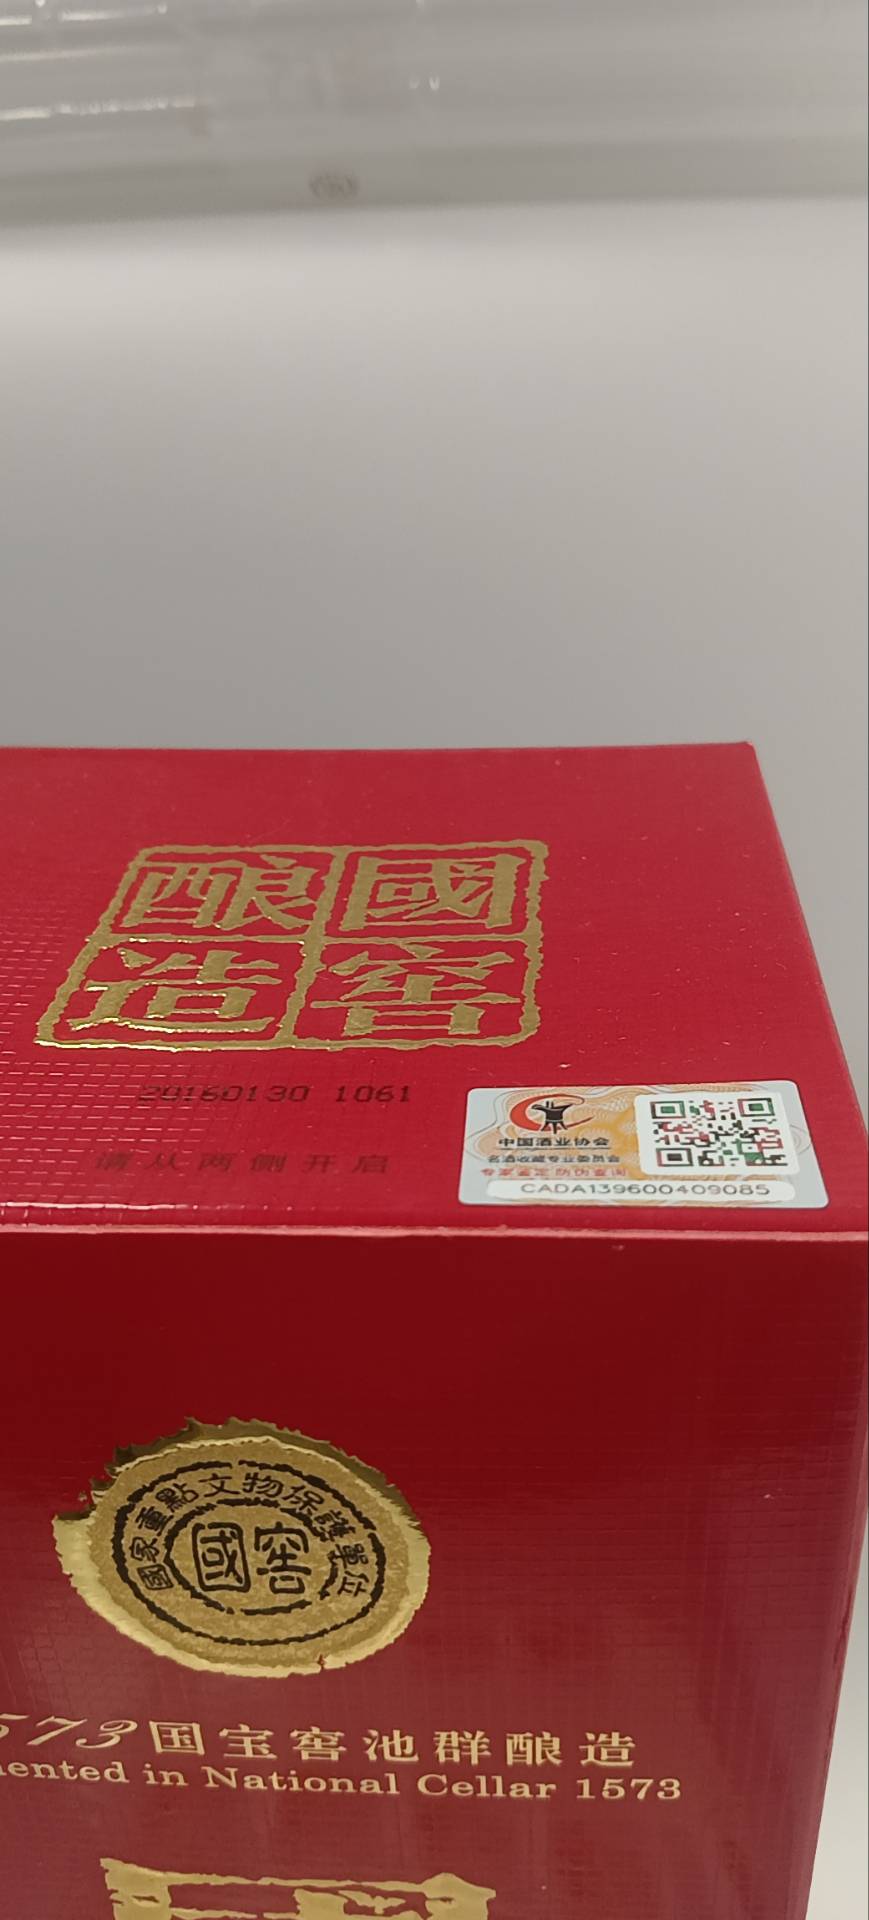 國窖
酿造
20160130 1061
请从两侧开启
中国酒业协会
名酒收藏专业委员会
专家鉴定 防伪查询
CADA139600409085
國家重點文物保護單位
國窖
573国宝窖池群酿造
ented in National Cellar 1573